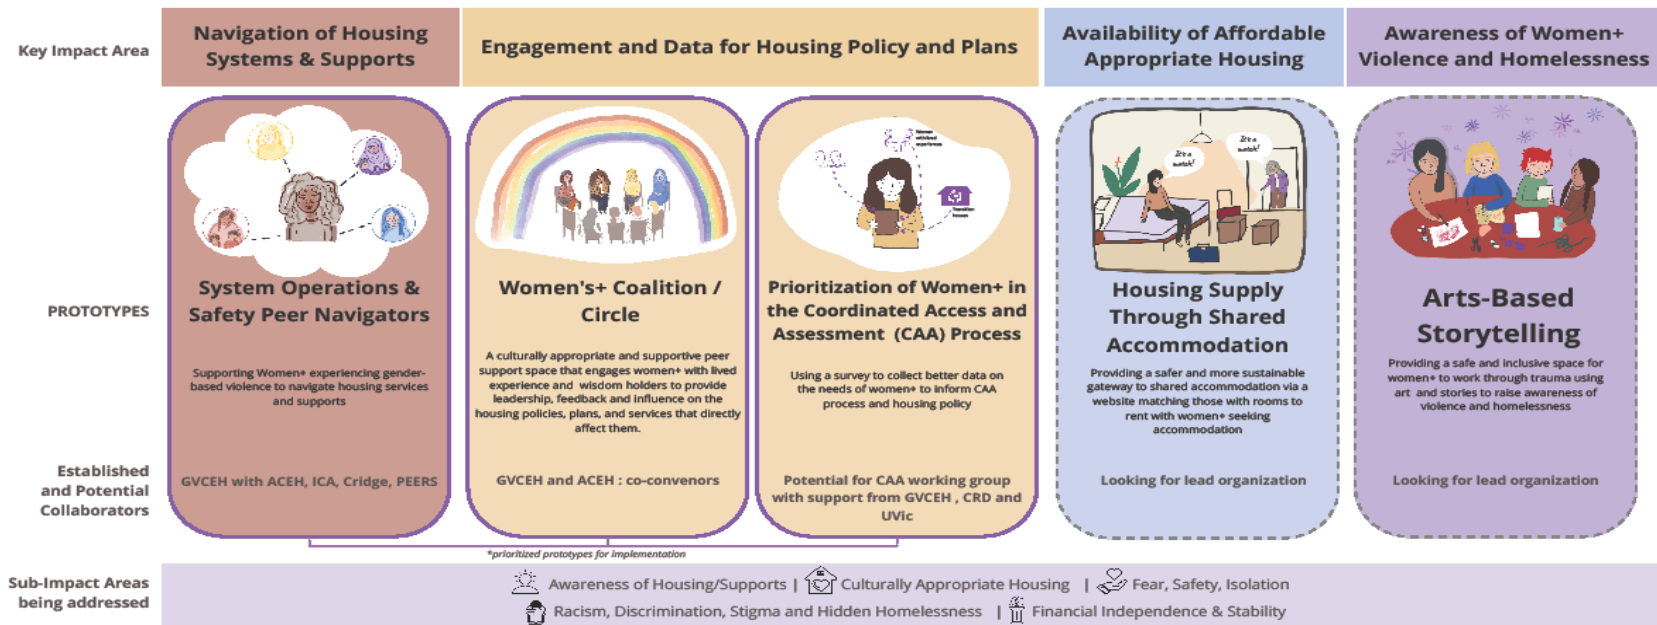 Key Impact Area
Navigation of Housing
Systems & Supports
Engagement and Data for Housing Policy and Plans
Availability of Affordable
Appropriate Housing
Awareness of Women+
Violence and Homelessness
PROTOTYPES
System Operations &
Safety Peer Navigators
Supporting Women+ experiencing gender-
based violence to navigate housing services
and supports
Women's+ Coalition /
Circle
A culturally appropriate and supportive peer
support space that engages women+ with lived
experience and wisdom holders to provide
leadership, feedback and influence on the
housing policies, plans, and services that directly
affect them.
Women
with lived
experiences
Transition
houses
Prioritization of Women+ in
the Coordinated Access and
Assessment (CAA) Process
Using a survey to collect better data on
the needs of women+ to inform CAA
process and housing policy
It's a
match!
It's a
match!
Housing Supply
Through Shared
Accommodation
Providing a safer and more sustainable
gateway to shared accommodation via a
website matching those with rooms to
rent with women+ seeking
accommodation
Arts-Based
Storytelling
Providing a safe and inclusive space for
women+ to work through trauma using
art and stories to raise awareness of
violence and homelessness
Established
and Potential
Collaborators
GVCEH with ACEH, ICA, Cridge, PEERS
GVCEH and ACEH : co-convenors
Potential for CAA working group
with support from GVCEH , CRD and
UVic
Looking for lead organization
Looking for lead organization
*prioritized prototypes for implementation
Sub-Impact Areas
being addressed
Awareness of Housing/Supports | Culturally Appropriate Housing | Fear, Safety, Isolation
Racism, Discrimination, Stigma and Hidden Homelessness | Financial Independence & Stability